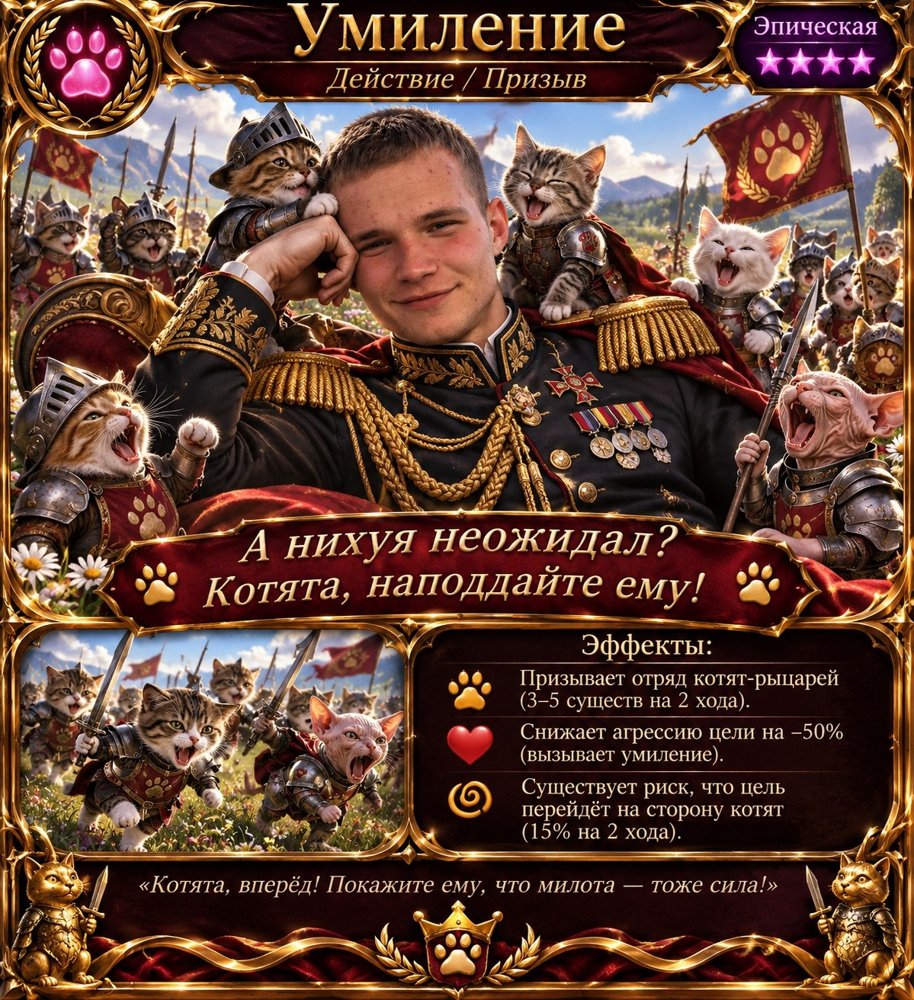 Умиление
Эпическая
Действие / Призыв
А нихуя неожидал?
Котята, наподдайте ему!
Эффекты:
Призывает отряд котят-рыцарей
(3–5 существ на 2 хода).
Снижает агрессию цели на –50%
(вызывает умиление).
Существует риск, что цель
перейдёт на сторону котят
(15% на 2 хода).
«Котята, вперёд! Покажите ему, что милота — тоже сила!»